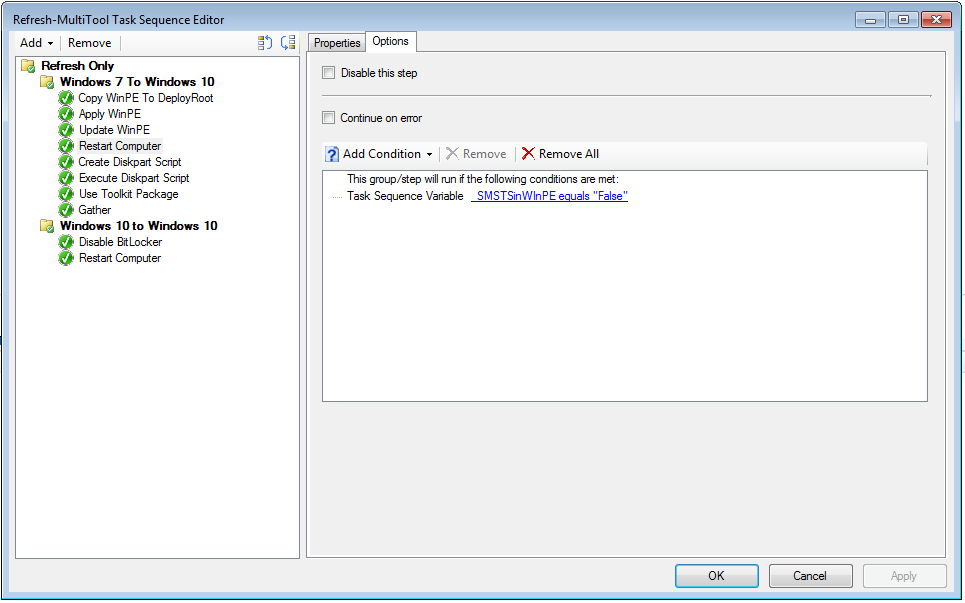 Refresh-MultiTool Task Sequence Editor
Add Remove
Refresh Only
Windows 7 To Windows 10
Copy WinPE To DeployRoot
Apply WinPE
Update WinPE
Restart Computer
Create Diskpart Script
Execute Diskpart Script
Use Toolkit Package
Gather
Windows 10 to Windows 10
Disable BitLocker
Restart Computer
Properties Options
Disable this step
Continue on error
Add Condition Remove Remove All
This group/step will run if the following conditions are met:
Task Sequence Variable _SMSTSinWInPE equals "False"
OK Cancel Apply